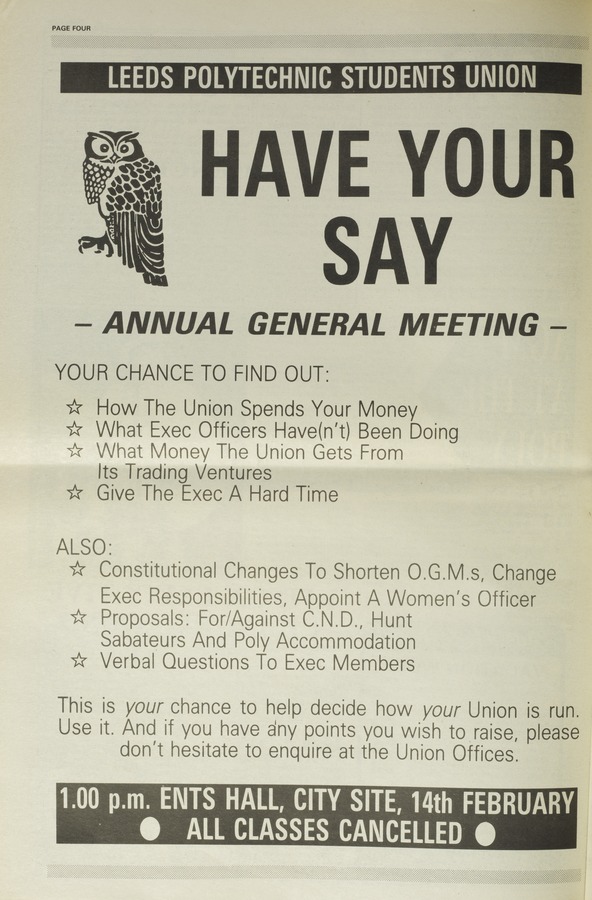 PAGE FOUR
LEEDS POLYTECHNIC STUDENTS UNION
HAVE YOUR
SAY
– ANNUAL GENERAL MEETING –
YOUR CHANCE TO FIND OUT:
☆ How The Union Spends Your Money
☆ What Exec Officers Have(n't) Been Doing
☆ What Money The Union Gets From
Its Trading Ventures
☆ Give The Exec A Hard Time
ALSO:
☆ Constitutional Changes To Shorten O.G.M.s, Change
Exec Responsibilities, Appoint A Women's Officer
☆ Proposals: For/Against C.N.D., Hunt
Sabateurs And Poly Accommodation
☆ Verbal Questions To Exec Members
This is your chance to help decide how your Union is run.
Use it. And if you have any points you wish to raise, please
don't hesitate to enquire at the Union Offices.
1.00 p.m. ENTS HALL, CITY SITE, 14th FEBRUARY
● ALL CLASSES CANCELLED ●